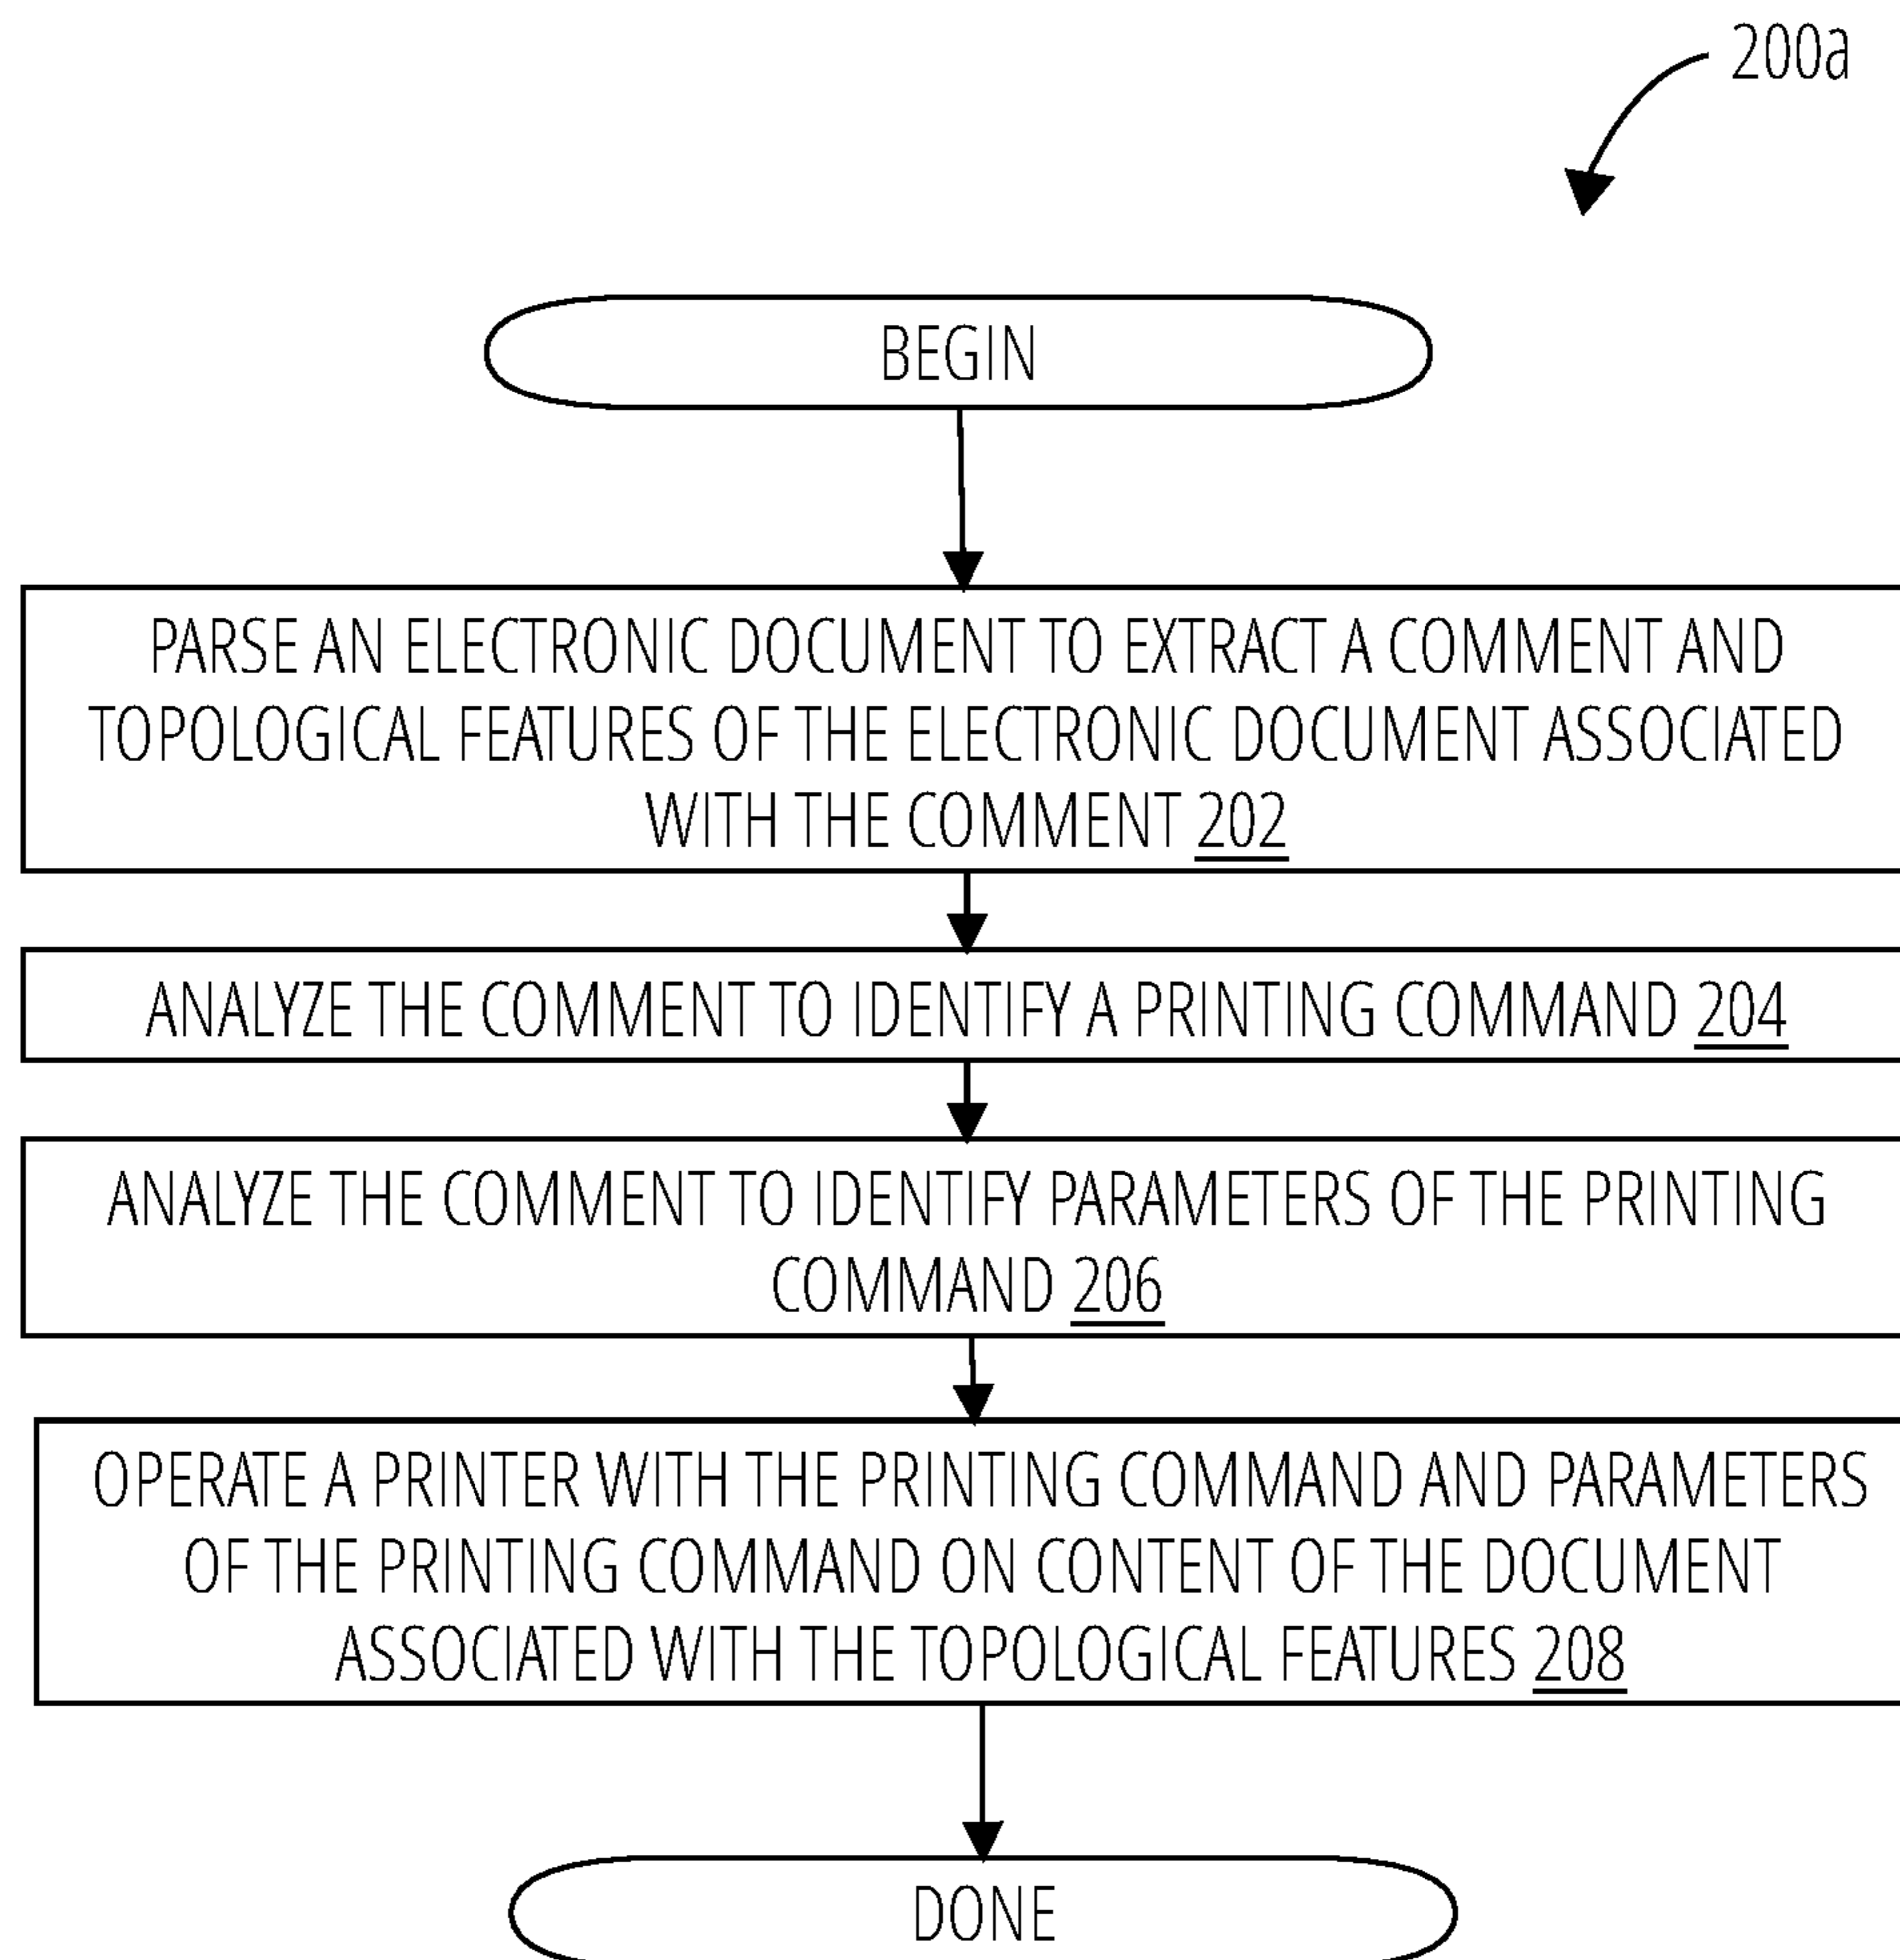 200a
BEGIN
PARSE AN ELECTRONIC DOCUMENT TO EXTRACT A COMMENT AND
TOPOLOGICAL FEATURES OF THE ELECTRONIC DOCUMENT ASSOCIATED
WITH THE COMMENT 202
ANALYZE THE COMMENT TO IDENTIFY A PRINTING COMMAND 204
ANALYZE THE COMMENT TO IDENTIFY PARAMETERS OF THE PRINTING
COMMAND 206
OPERATE A PRINTER WITH THE PRINTING COMMAND AND PARAMETERS
OF THE PRINTING COMMAND ON CONTENT OF THE DOCUMENT
ASSOCIATED WITH THE TOPOLOGICAL FEATURES 208
DONE